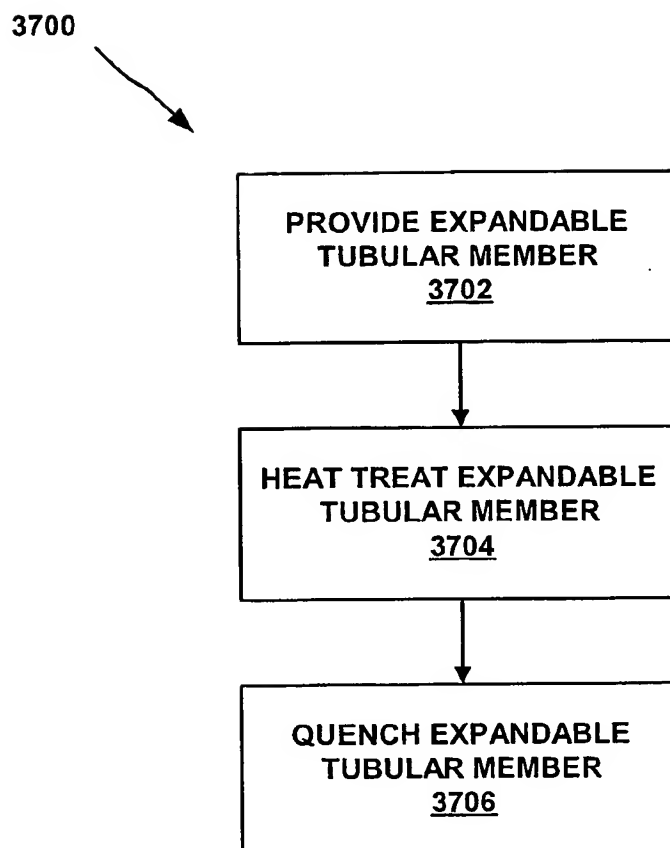 3700
PROVIDE EXPANDABLE
TUBULAR MEMBER
3702
HEAT TREAT EXPANDABLE
TUBULAR MEMBER
3704
QUENCH EXPANDABLE
TUBULAR MEMBER
3706